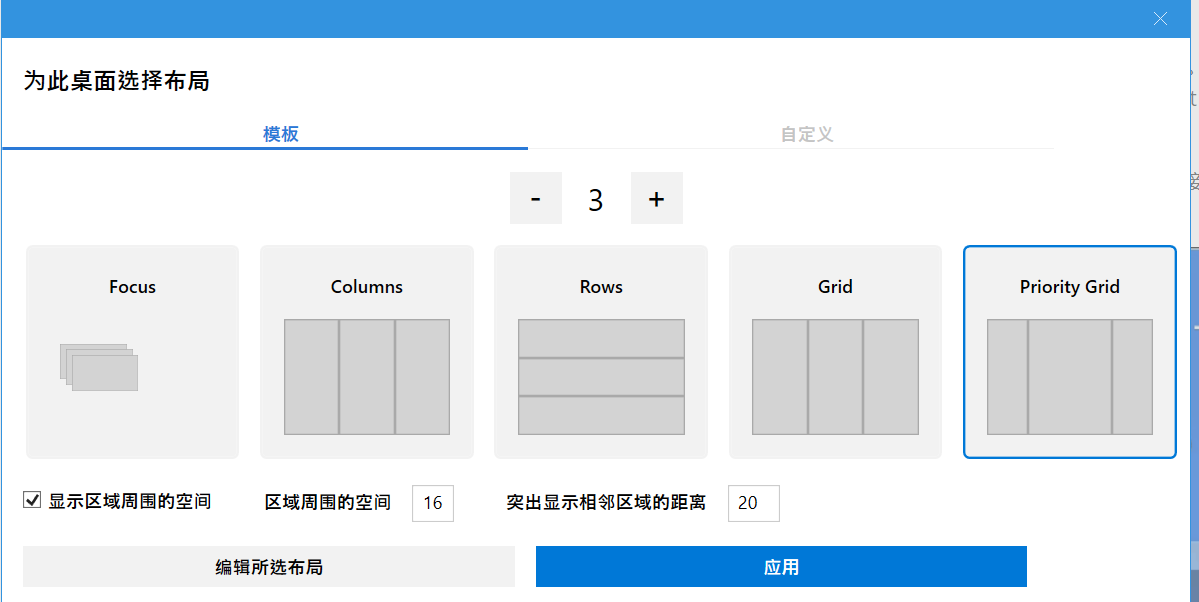 为此桌面选择布局
模板 自定义
- 3 +
Focus Columns Rows Grid Priority Grid
显示区域周围的空间 区域周围的空间 16 突出显示相邻区域的距离 20
编辑所选布局 应用